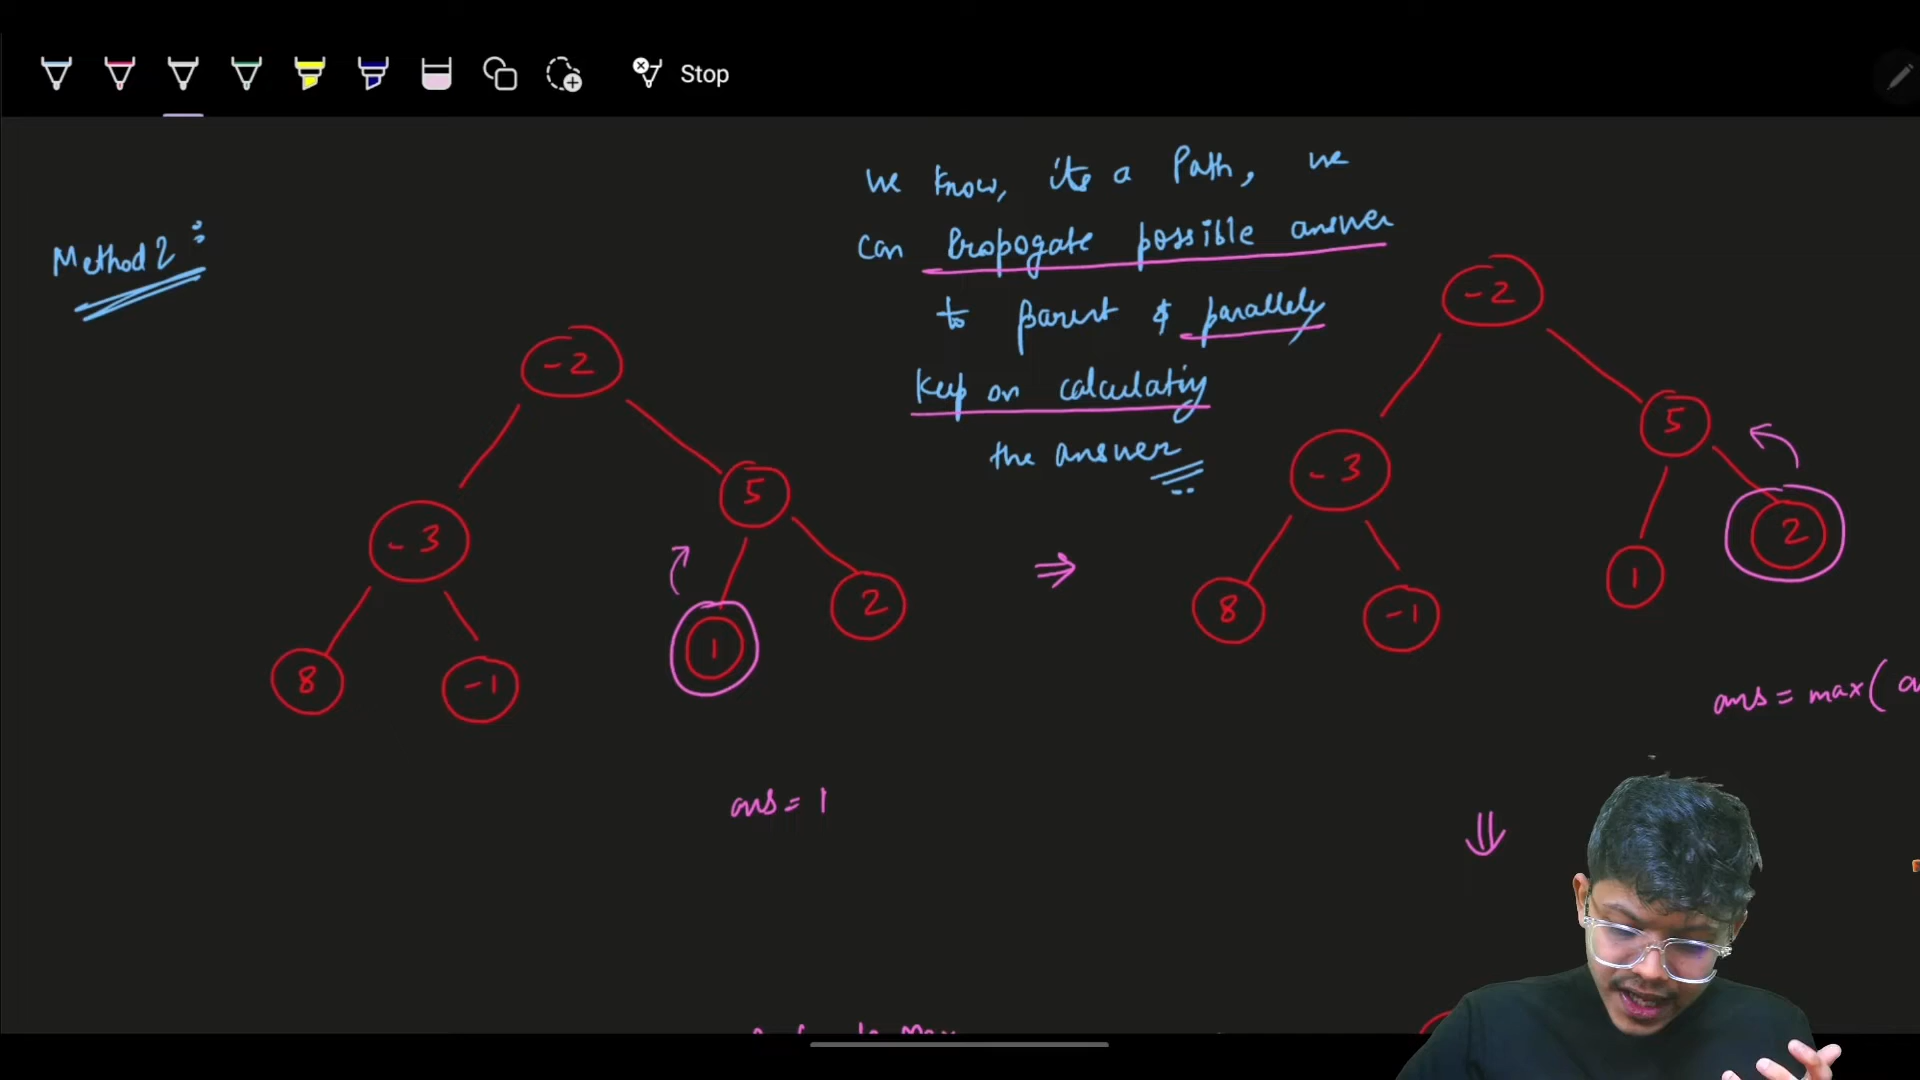 Stop
Method 2 :
we know, its a Path, we
can Propogate possible answer
to parent & parallely
keep on calculating
the answer
-2
-3
5
8
-1
1
2
ans = 1
-2
-3
5
8
-1
1
2
ans = max(